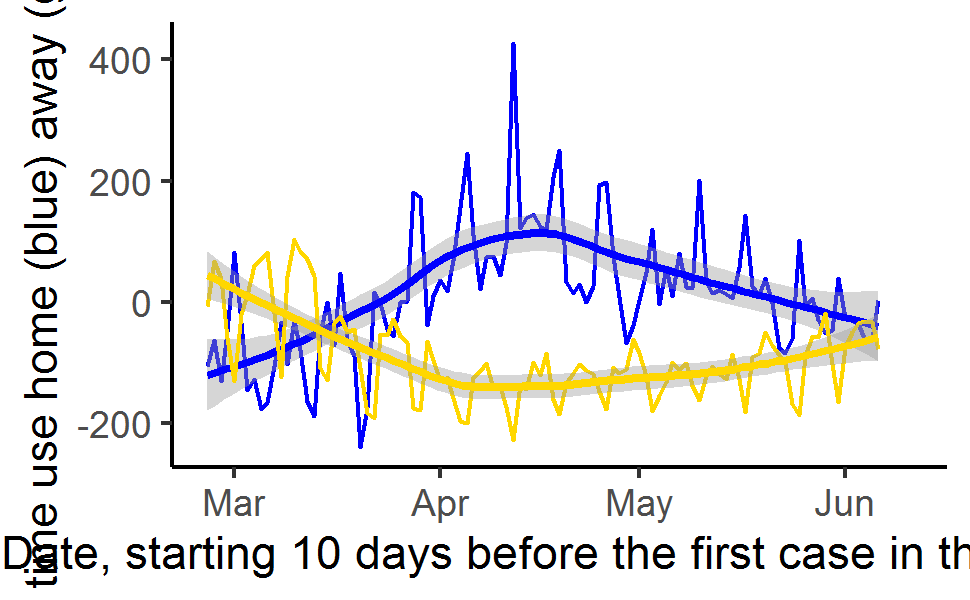 time use home (blue) away (
400
200
0
-200
Mar Apr May Jun
Date, starting 10 days before the first case in th